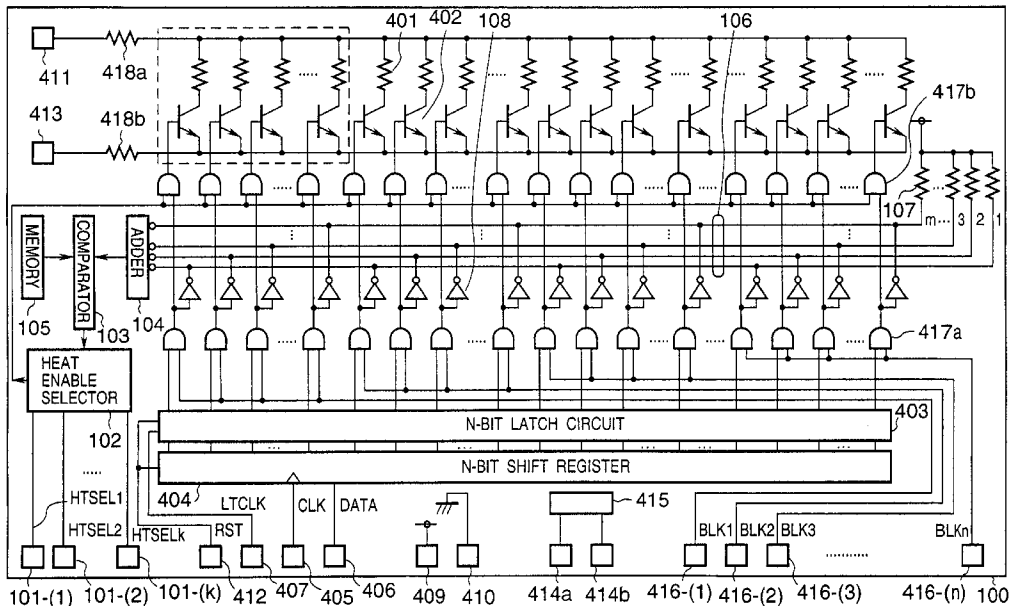 401
402
108
106
411
418a
413
418b
417b
107
m... 3 2 1
MEMORY
COMPARATOR
ADDER
105
103
104
108
417a
HEAT
ENABLE
SELECTOR
102
N-BIT LATCH CIRCUIT
403
N-BIT SHIFT REGISTER
404
415
HTSEL1
HTSEL2
HTSELk
RST
LTCLK
CLK
DATA
BLK1
BLK2
BLK3
BLKn
101-(1)
101-(2)
101-(k)
412
407
405
406
409
410
414a
414b
416-(1)
416-(2)
416-(3)
416-(n)
100